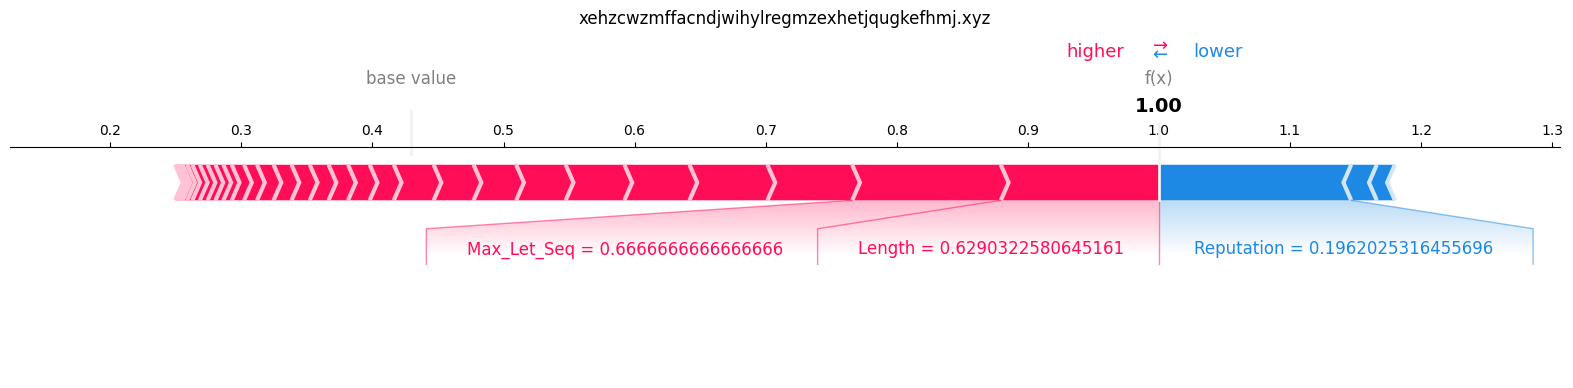 xehzcwzmffacndjwihylregmzexhetjqugkefhmj.xyz
higher ⇄ lower
base value f(x)
1.00
0.2 0.3 0.4 0.5 0.6 0.7 0.8 0.9 1.0 1.1 1.2 1.3
Max_Let_Seq = 0.6666666666666666 Length = 0.6290322580645161 Reputation = 0.1962025316455696